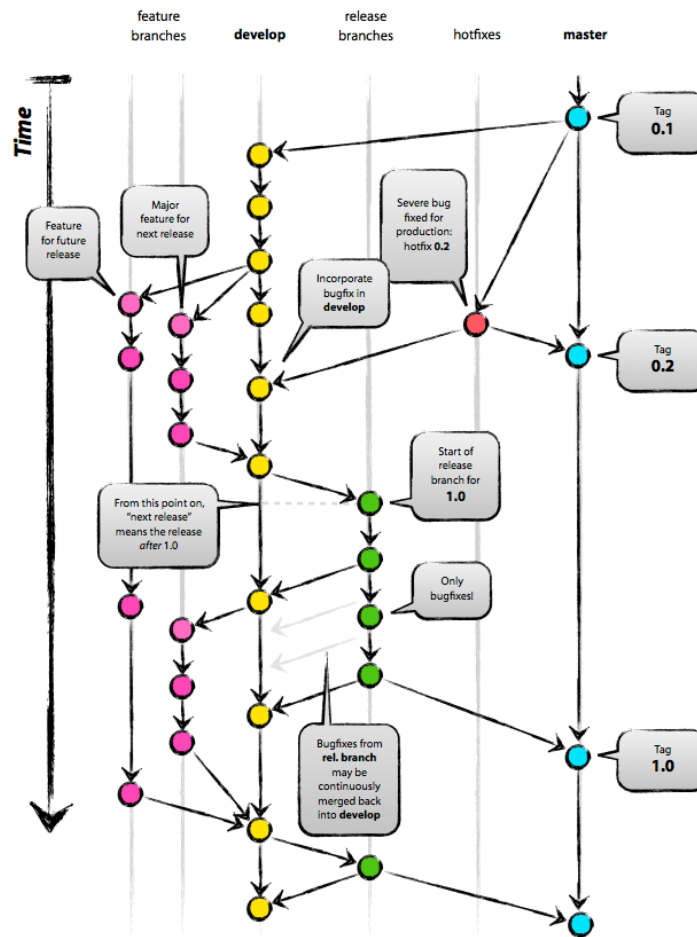 feature
branches
develop
release
branches
hotfixes
master
Time
Tag
0.1
Severe bug
fixed for
production:
hotfix 0.2
Major
feature for
next release
Feature
for future
release
Incorporate
bugfix in
develop
Tag
0.2
Start of
release
branch for
1.0
From this point on,
“next release”
means the release
after 1.0
Only
bugfixes!
Bugfixes from
rel. branch
may be
continuously
merged back
into develop
Tag
1.0